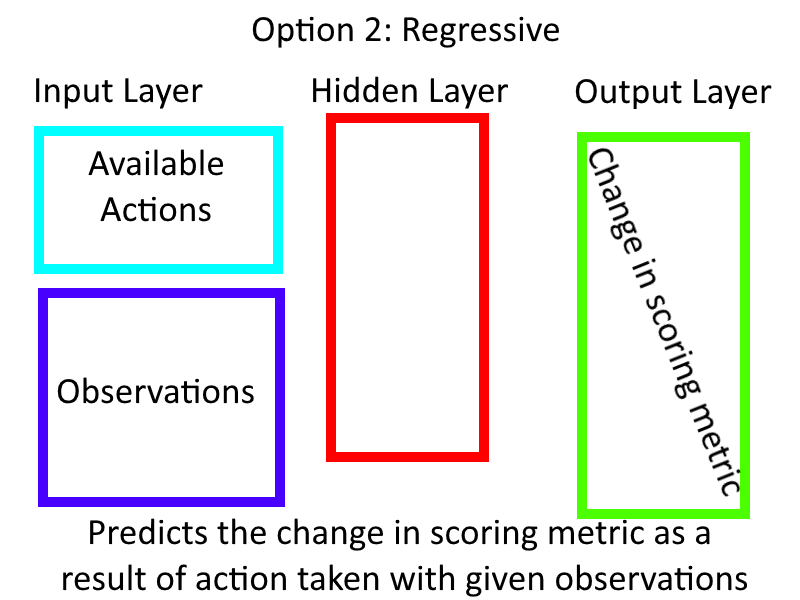 Option 2: Regressive
Input Layer
Hidden Layer
Output Layer
Available
Actions
Observations
Change in scoring metric
Predicts the change in scoring metric as a
result of action taken with given observations